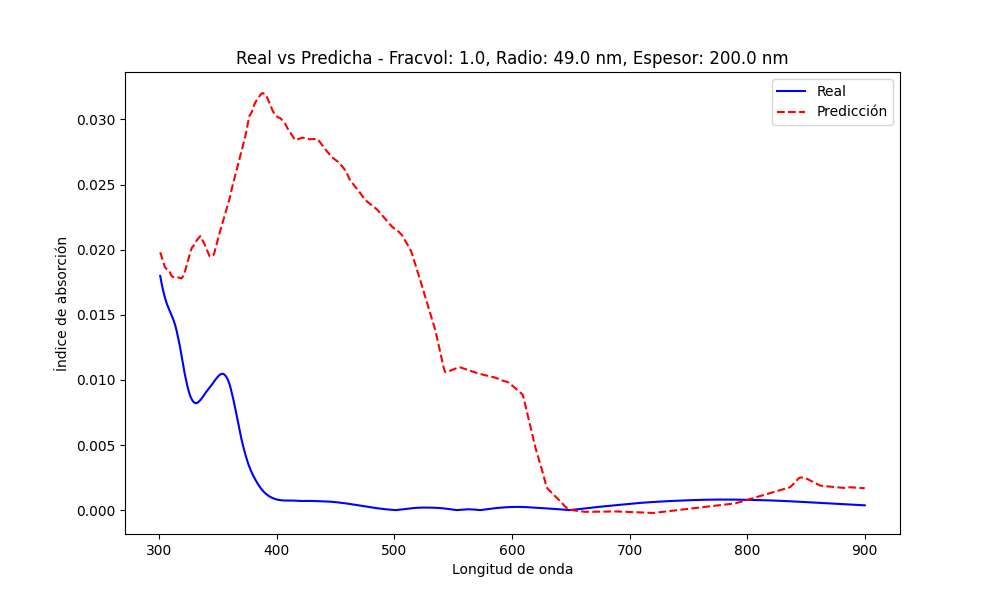 Real vs Predicha - Fracvol: 1.0, Radio: 49.0 nm, Espesor: 200.0 nm
Real
Predicción
Índice de absorción
0.030
0.025
0.020
0.015
0.010
0.005
0.000
300
400
500
600
700
800
900
Longitud de onda